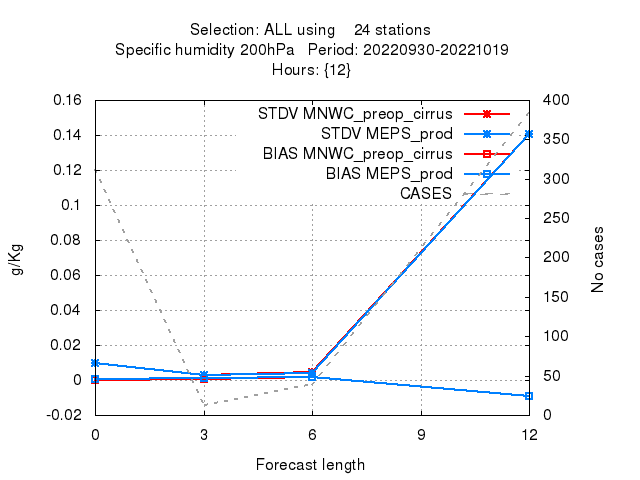 Selection: ALL using 24 stations
Specific humidity 200hPa Period: 20220930-20221019
Hours: {12}
STDV MNWC_preop_cirrus
STDV MEPS_prod
BIAS MNWC_preop_cirrus
BIAS MEPS_prod
CASES
g/Kg
0.16
0.14
0.12
0.1
0.08
0.06
0.04
0.02
0
-0.02
400
350
300
250
200
150
100
50
0
No cases
0 3 6 9 12
Forecast length